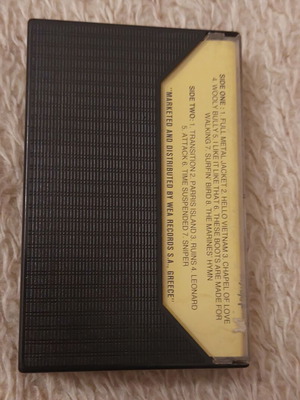 SIDE ONE: 1. FULL METAL JACKET 2. HELLO VIETNAM 3. CHAPEL OF LOVE
4. WOOLY BULLY 5. I LIKE IT LIKE THAT 6. THESE BOOTS ARE MADE FOR
WALKING 7. SURFIN' BIRD 8. THE MARINES' HYMN
SIDE TWO: 1. TRANSITION 2. PARRIS ISLAND 3. RUINS 4. LEONARD
5. ATTACK 6. TIME SUSPENDED 7. SNIPER
"MARKETED AND DISTRIBUTED BY WEA RECORDS S.A., GREECE"